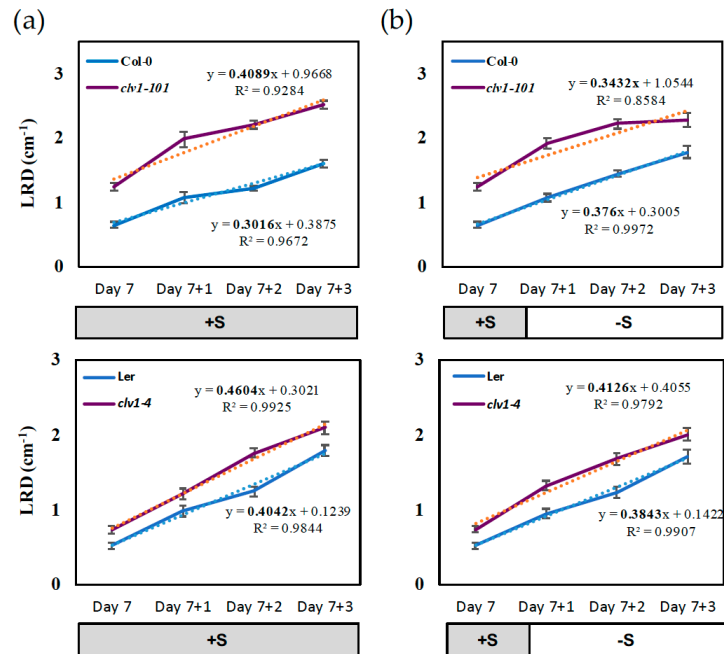 (a)
Col-0
clv1-101
y = 0.4089x + 0.9668
R² = 0.9284
y = 0.3016x + 0.3875
R² = 0.9672
LRD (cm⁻¹)
3
2
1
0
Day 7 Day 7+1 Day 7+2 Day 7+3
+S
(b)
Col-0
clv1-101
y = 0.3432x + 1.0544
R² = 0.8584
y = 0.376x + 0.3005
R² = 0.9972
LRD (cm⁻¹)
3
2
1
0
Day 7 Day 7+1 Day 7+2 Day 7+3
+S -S
Ler
clv1-4
y = 0.4604x + 0.3021
R² = 0.9925
y = 0.4042x + 0.1239
R² = 0.9844
LRD (cm⁻¹)
3
2
1
0
Day 7 Day 7+1 Day 7+2 Day 7+3
+S
Ler
clv1-4
y = 0.4126x + 0.4055
R² = 0.9792
y = 0.3843x + 0.1422
R² = 0.9907
LRD (cm⁻¹)
3
2
1
0
Day 7 Day 7+1 Day 7+2 Day 7+3
+S -S